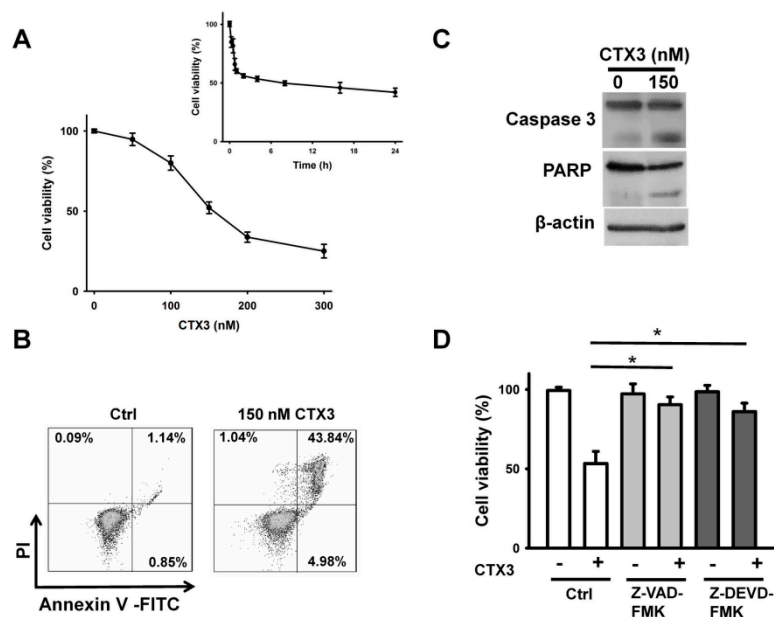 A
Cell viability (%)
100
50
0
0 6 12 18 24
Time (h)
Cell viability (%)
100
50
0
0 100 200 300
CTX3 (nM)
B
Ctrl
0.09% 1.14%
0.85%
150 nM CTX3
1.04% 43.84%
4.98%
PI
Annexin V -FITC
C
CTX3 (nM)
0 150
Caspase 3
PARP
β-actin
D
*
*
Cell viability (%)
100
50
0
CTX3 - + - + - +
Ctrl Z-VAD- Z-DEVD-
FMK FMK